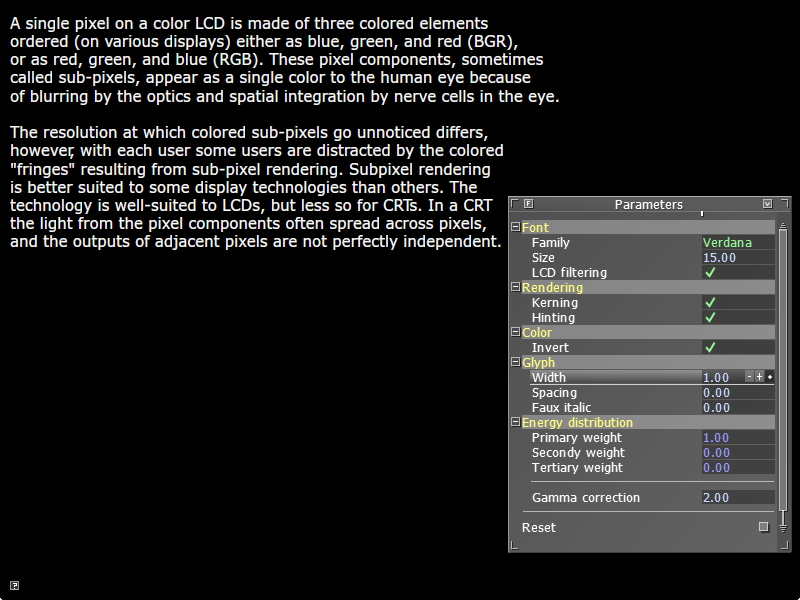 A single pixel on a color LCD is made of three colored elements
ordered (on various displays) either as blue, green, and red (BGR),
or as red, green, and blue (RGB). These pixel components, sometimes
called sub-pixels, appear as a single color to the human eye because
of blurring by the optics and spatial integration by nerve cells in the eye.
The resolution at which colored sub-pixels go unnoticed differs,
however, with each user some users are distracted by the colored
"fringes" resulting from sub-pixel rendering. Subpixel rendering
is better suited to some display technologies than others. The
technology is well-suited to LCDs, but less so for CRTs. In a CRT
the light from the pixel components often spread across pixels,
and the outputs of adjacent pixels are not perfectly independent.
Parameters
Font
Family Verdana
Size 15.00
LCD filtering ✓
Rendering
Kerning ✓
Hinting ✓
Color
Invert ✓
Glyph
Width 1.00 - +
Spacing 0.00
Faux italic 0.00
Energy distribution
Primary weight 1.00
Secondy weight 0.00
Tertiary weight 0.00
Gamma correction 2.00
Reset
?